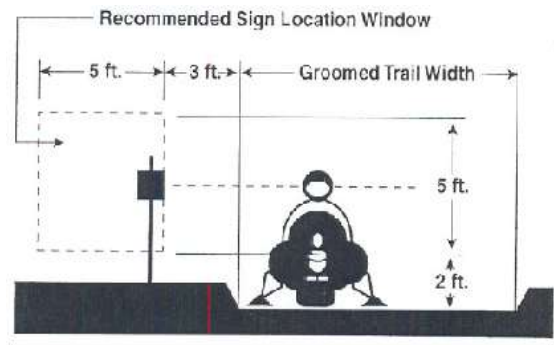 Recommended Sign Location Window
5 ft.
3 ft.
Groomed Trail Width
5 ft.
2 ft.